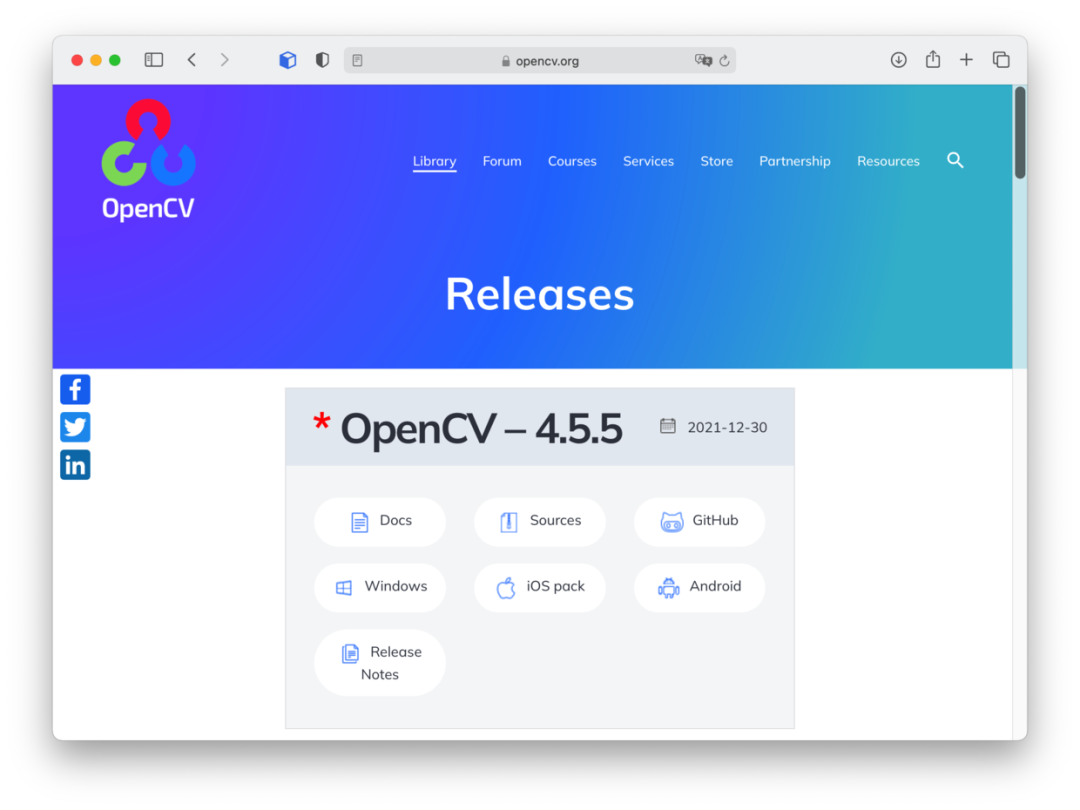 opencv.org
OpenCV
Library Forum Courses Services Store Partnership Resources
Releases
* OpenCV – 4.5.5 2021-12-30
Docs Sources GitHub
Windows iOS pack Android
Release
Notes